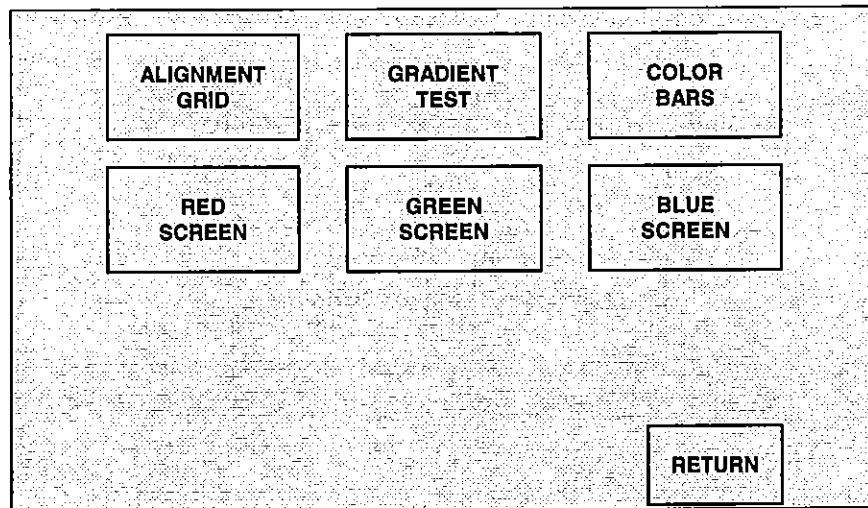 ALIGNMENT
GRID
GRADIENT
TEST
COLOR
BARS
RED
SCREEN
GREEN
SCREEN
BLUE
SCREEN
RETURN